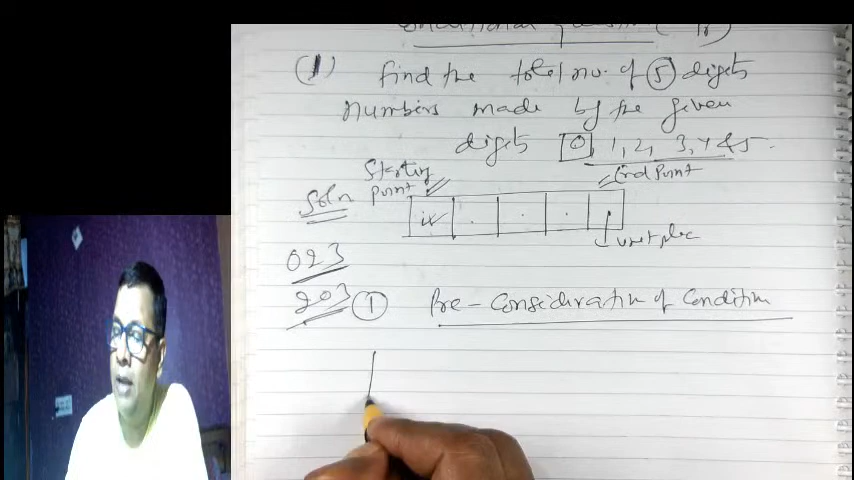 (1) find the total no. of 5 digits
numbers made by the given
digits 0, 1, 2, 3, 4 & 5.
Starting
point
End Point
Soln
unit place
023
203
1 Pre-Consideration of Condition